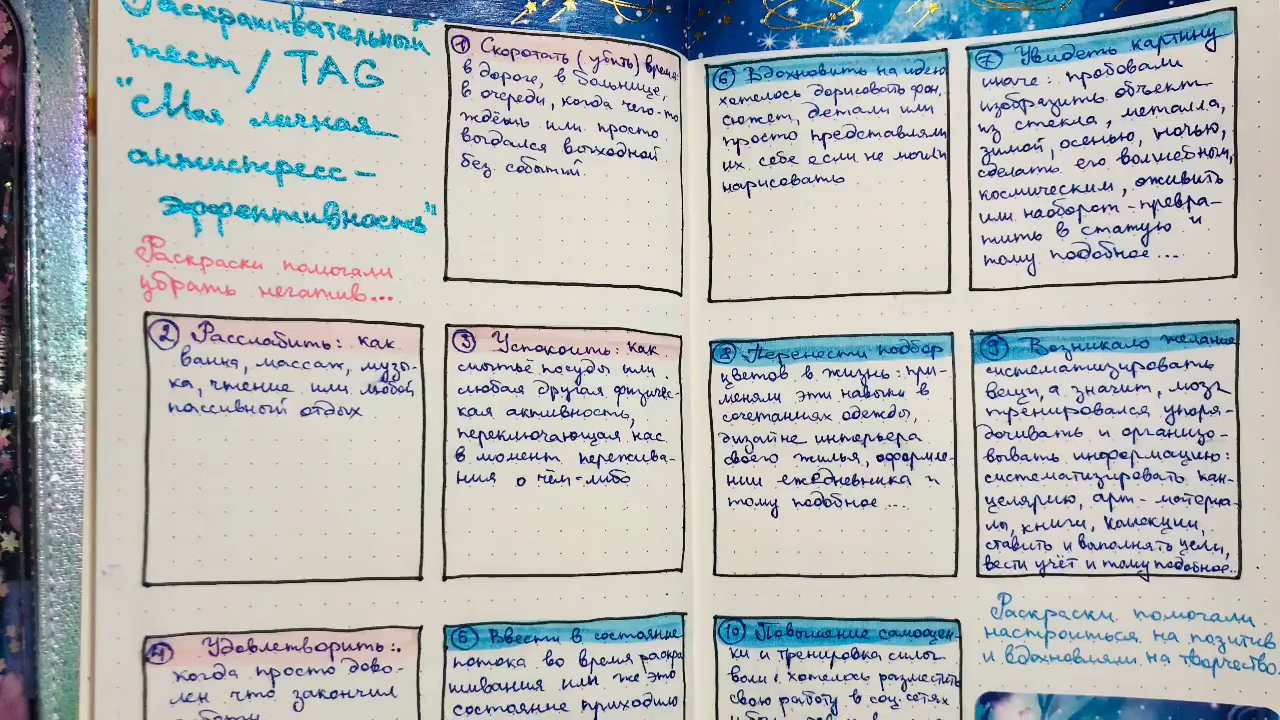 Раскрашивательный
тест / TAG
"Моя личная
антистресс-
эффективность"
Раскраски помогали
убрать негатив...
1 Скоротать (убить) время:
в дороге, в больнице,
в очереди, когда чего-то
ждёшь или просто
выдался выходной
без событий.
2 Расслабить: как
ванна, массаж, музы-
ка, чтение или любой
пассивный отдых
3 Успокоить: как
мытьё посуды или
любая другая физичес-
кая активность,
переключающая нас
в момент пережива-
ния о чём-либо
4 Удовлетворить:
когда просто дово-
лен что закончил
5 Ввести в состояние
потока во время раскра
шивания или же это
состояние приходило
6 Вдохновить на идею
хотелось дорисовать фон,
сюжет, детали или
просто представляли
их себе если не могли
нарисовать
7 Увидеть картину
иначе: пробовали
изобразить объект
из стекла, металла,
зимой, осенью, ночью,
сделать его волшебным,
космическим, оживить
или наоборот - превра-
тить в статую и
тому подобное...
8 Перенести подбор
цветов в жизнь: при-
меняли эти навыки в
сочетаниях одежды,
дизайне интерьера
своего жилья, оформле-
нии ежедневника и
тому подобное...
9 Возникало желание
систематизировать
вещи, а значит, мозг
тренировался упоря-
дочивать и организо-
вывать информацию:
систематизировать кан-
целярию, арт-материа-
лы, книги, коллекции,
ставить и выполнять цели,
вести учёт и тому подобное...
10 Повышение самооцен-
ки и тренировка силы
воли: хотелось разместить
свою работу в соц. сетях
Раскраски помогали
настроиться на позитив
и вдохновляли на творчество